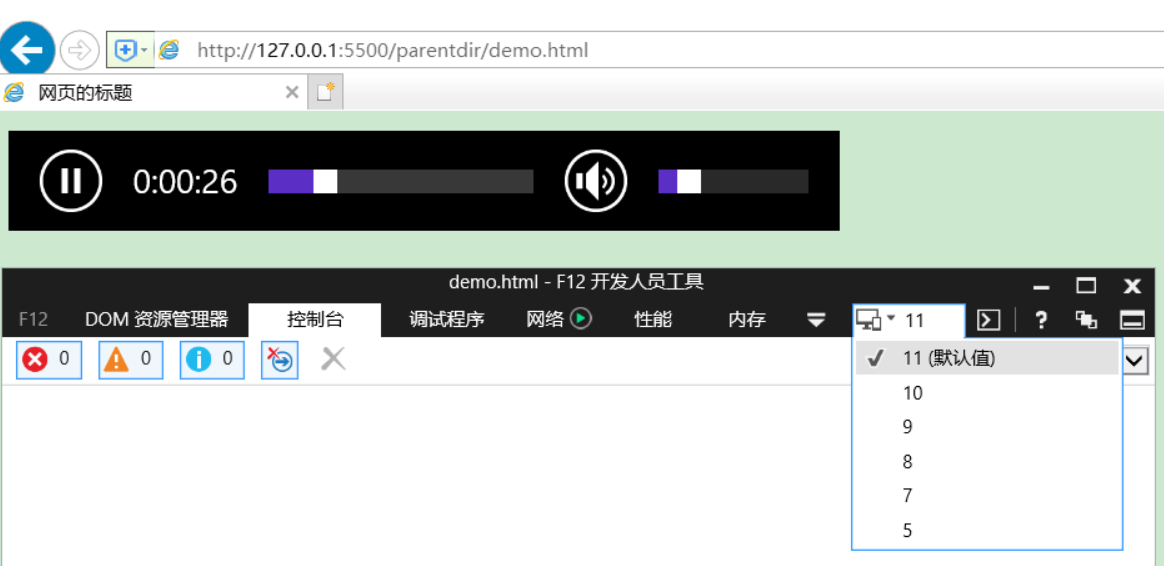 http://127.0.0.1:5500/parentdir/demo.html
网页的标题
0:00:26
demo.html - F12 开发人员工具
F12 DOM 资源管理器 控制台 调试程序 网络 性能 内存 11 ?
0 0 0
11 (默认值)
10
9
8
7
5